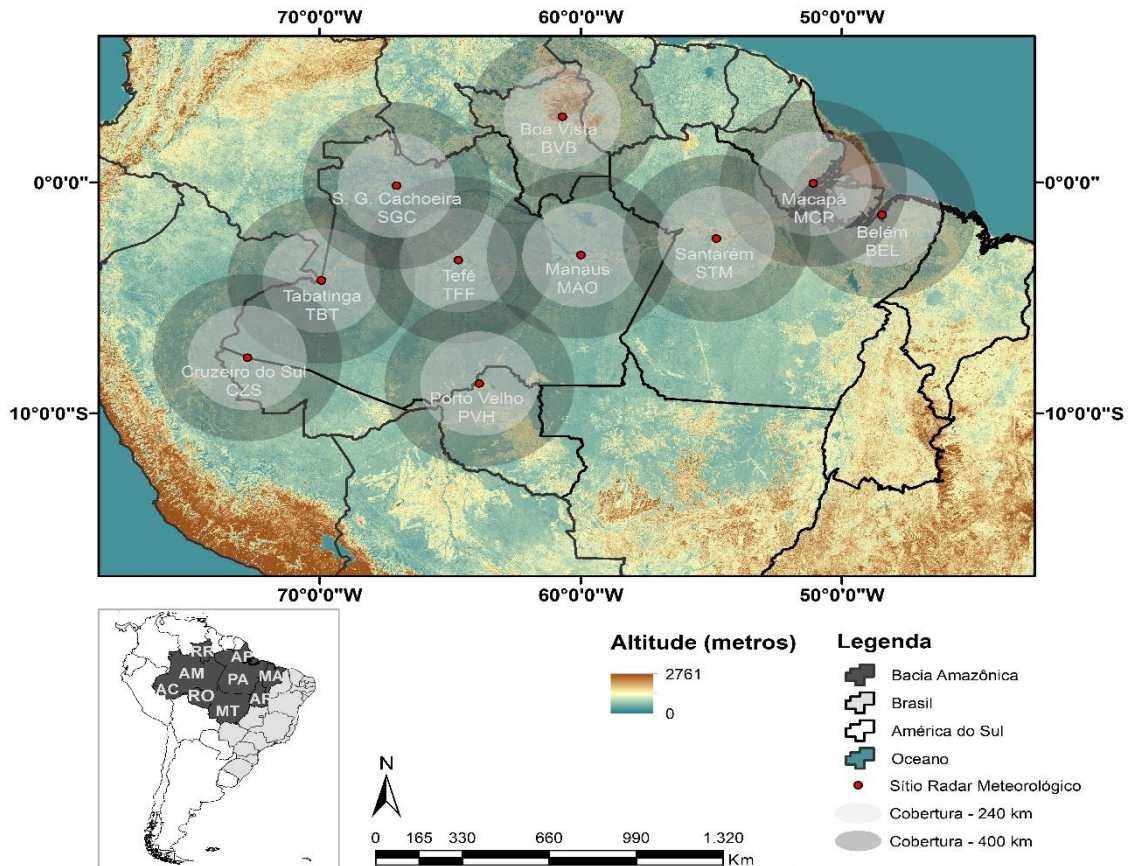 70°0'0"W 60°0'0"W 50°0'0"W
Boa Vista
BVB
0°0'0" 0°0'0"
S. G. Cachoeira
SGC
Macapá
MCP
Belém
BEL
Santarém
STM
Manaus
MAO
Tefé
TFF
Tabatinga
TBT
Cruzeiro do Sul
CZS
Porto Velho
PVH
10°0'0"S 10°0'0"S
70°0'0"W 60°0'0"W 50°0'0"W
RR AP
AM PA MA
AC RO AP
MT
Altitude (metros)
2761
0
Legenda
Bacia Amazônica
Brasil
América do Sul
Oceano
Sítio Radar Meteorológico
Cobertura - 240 km
Cobertura - 400 km
N
0 165 330 660 990 1.320
Km